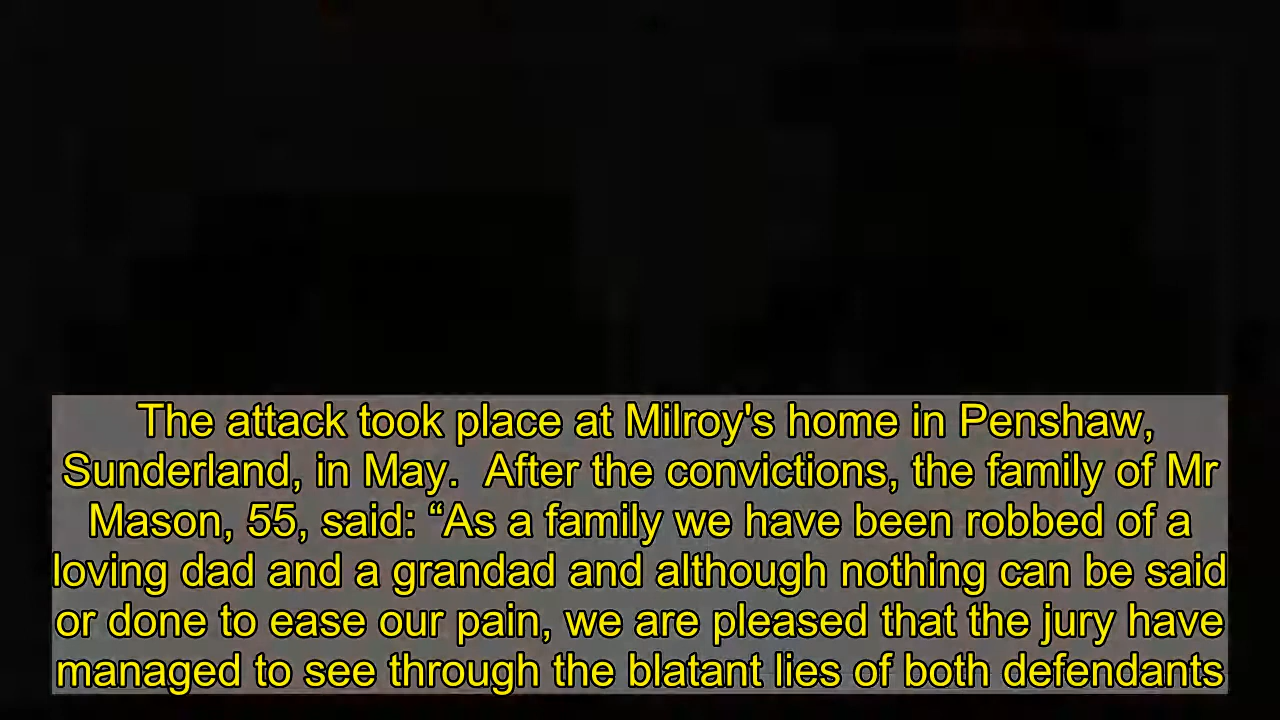 The attack took place at Milroy's home in Penshaw,
Sunderland, in May.  After the convictions, the family of Mr
Mason, 55, said: “As a family we have been robbed of a
loving dad and a grandad and although nothing can be said
or done to ease our pain, we are pleased that the jury have
managed to see through the blatant lies of both defendants